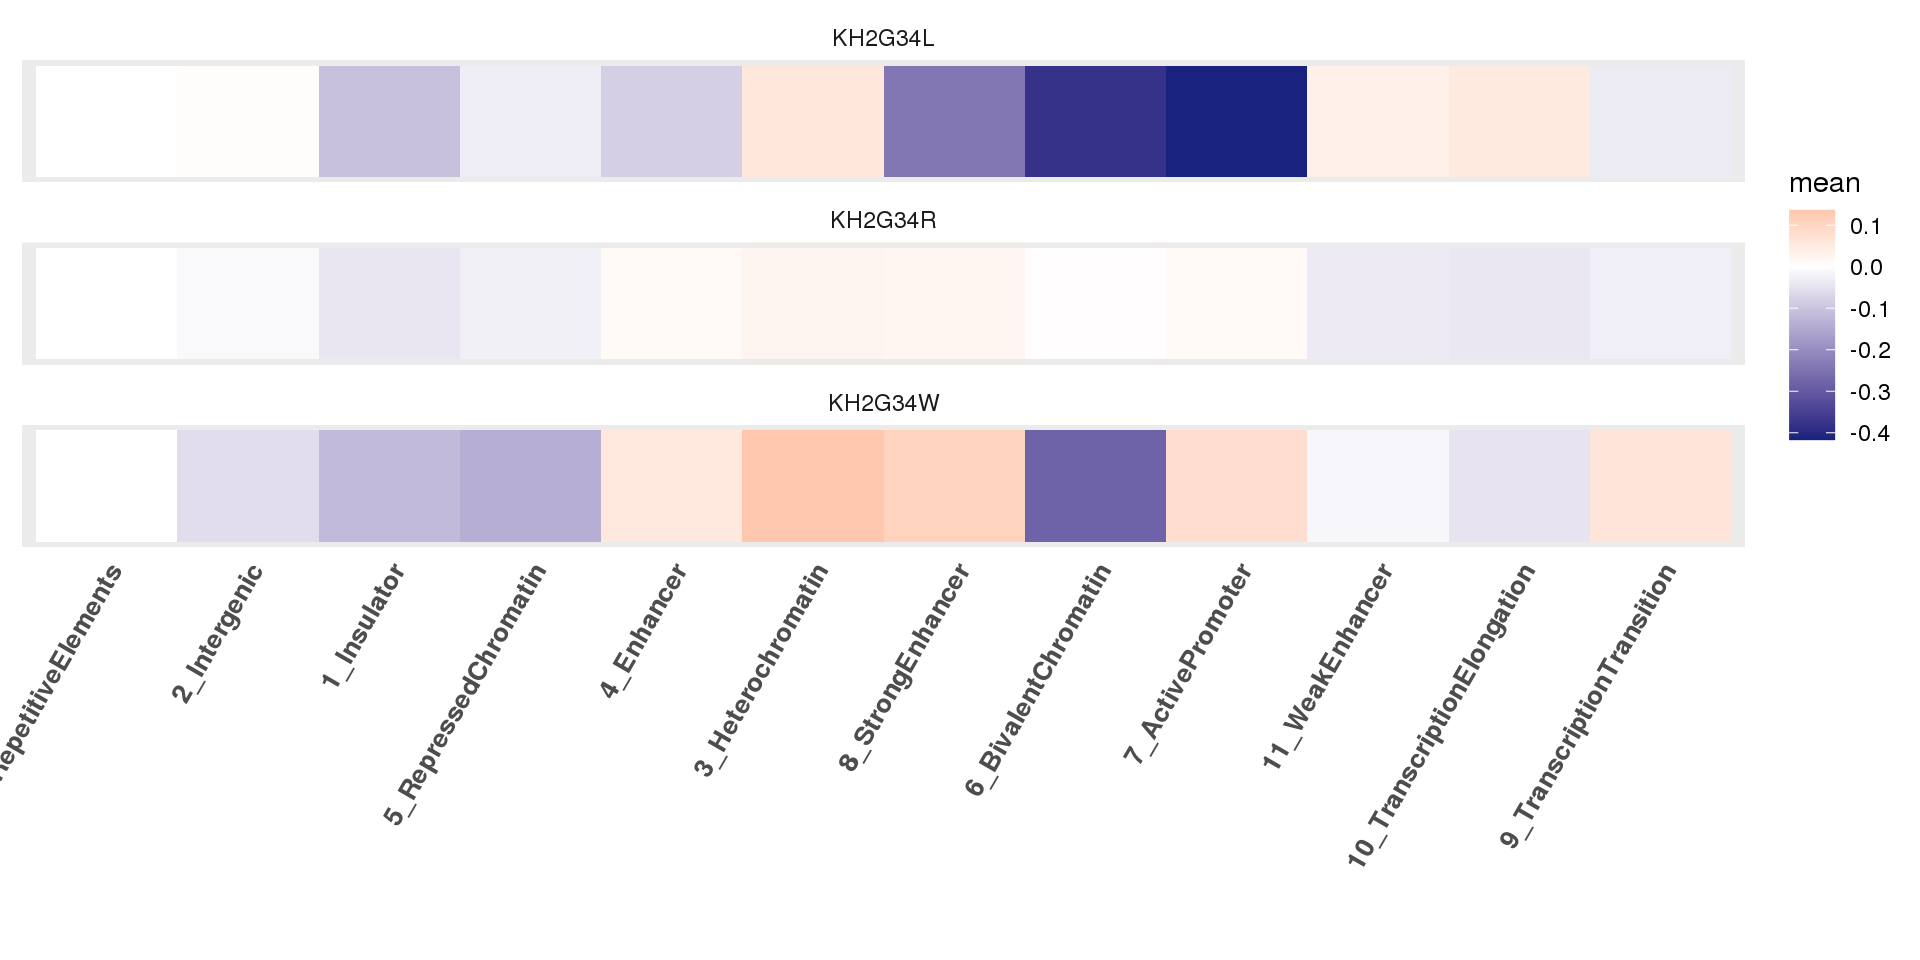 KH2G34L
KH2G34R
KH2G34W
mean
0.1
0.0
-0.1
-0.2
-0.3
-0.4
2_Intergenic
1_Insulator
5_RepressedChromatin
4_Enhancer
3_Heterochromatin
8_StrongEnhancer
6_BivalentChromatin
7_ActivePromoter
11_WeakEnhancer
10_TranscriptionElongation
9_TranscriptionTransition